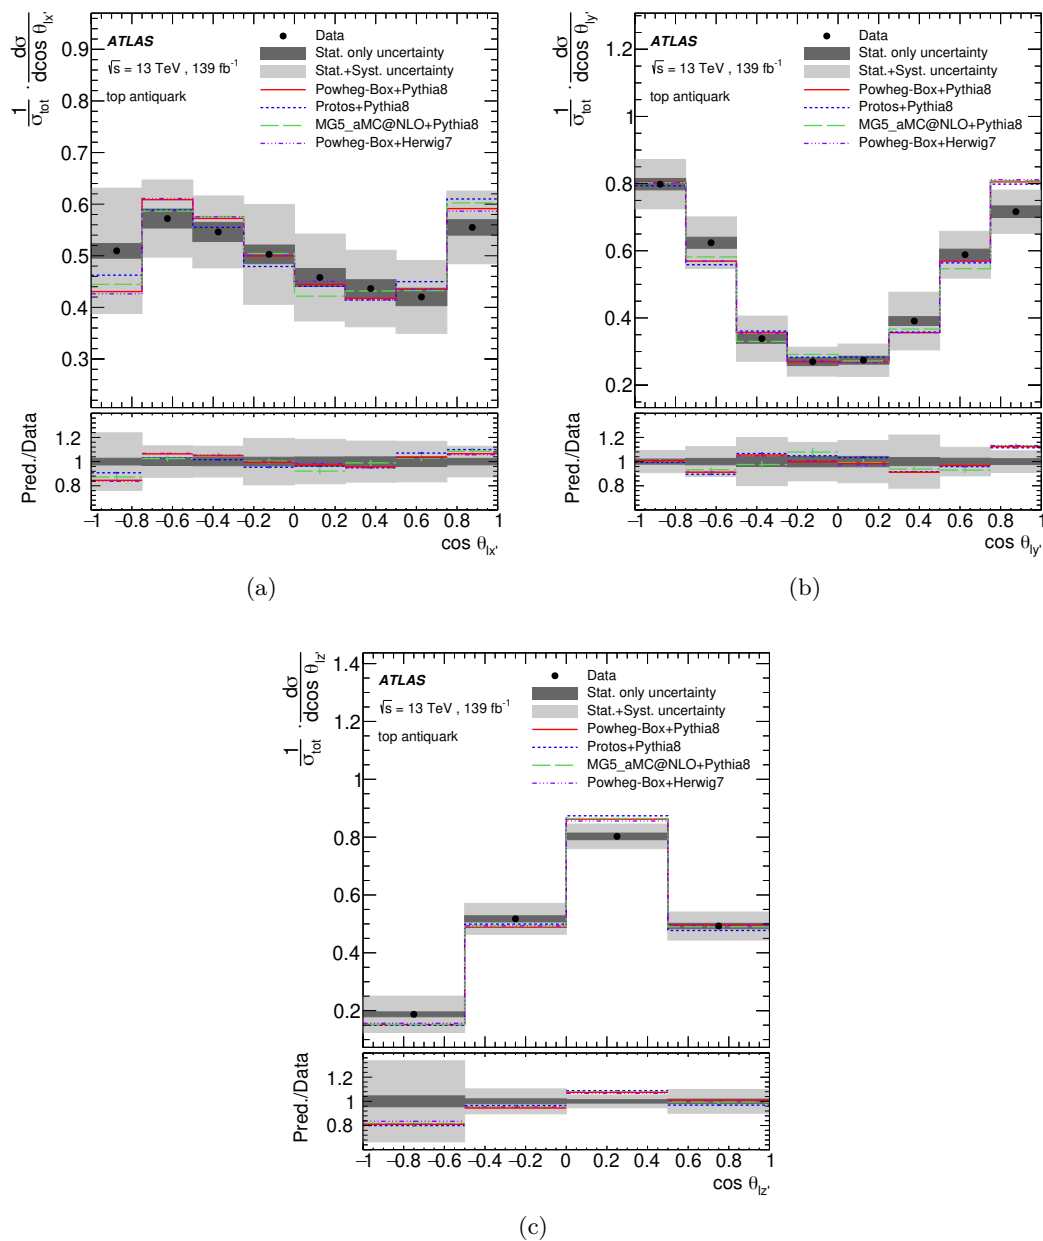 1/σ_tot · dσ/dcos θ_lx'
ATLAS
√s = 13 TeV , 139 fb⁻¹
top antiquark
Data
Stat. only uncertainty
Stat.+Syst. uncertainty
Powheg-Box+Pythia8
Protos+Pythia8
MG5_aMC@NLO+Pythia8
Powheg-Box+Herwig7
0.9
0.8
0.7
0.6
0.5
0.4
0.3
Pred./Data
1.2
1
0.8
−1 −0.8 −0.6 −0.4 −0.2 0 0.2 0.4 0.6 0.8 1
cos θ_lx'
(a)
1/σ_tot · dσ/dcos θ_ly'
ATLAS
√s = 13 TeV , 139 fb⁻¹
top antiquark
Data
Stat. only uncertainty
Stat.+Syst. uncertainty
Powheg-Box+Pythia8
Protos+Pythia8
MG5_aMC@NLO+Pythia8
Powheg-Box+Herwig7
1.2
1
0.8
0.6
0.4
0.2
Pred./Data
1.2
1
0.8
−1 −0.8 −0.6 −0.4 −0.2 0 0.2 0.4 0.6 0.8 1
cos θ_ly'
(b)
1/σ_tot · dσ/dcos θ_lz'
ATLAS
√s = 13 TeV , 139 fb⁻¹
top antiquark
Data
Stat. only uncertainty
Stat.+Syst. uncertainty
Powheg-Box+Pythia8
Protos+Pythia8
MG5_aMC@NLO+Pythia8
Powheg-Box+Herwig7
1.4
1.2
1
0.8
0.6
0.4
0.2
Pred./Data
1.2
1
0.8
−1 −0.8 −0.6 −0.4 −0.2 0 0.2 0.4 0.6 0.8 1
cos θ_lz'
(c)